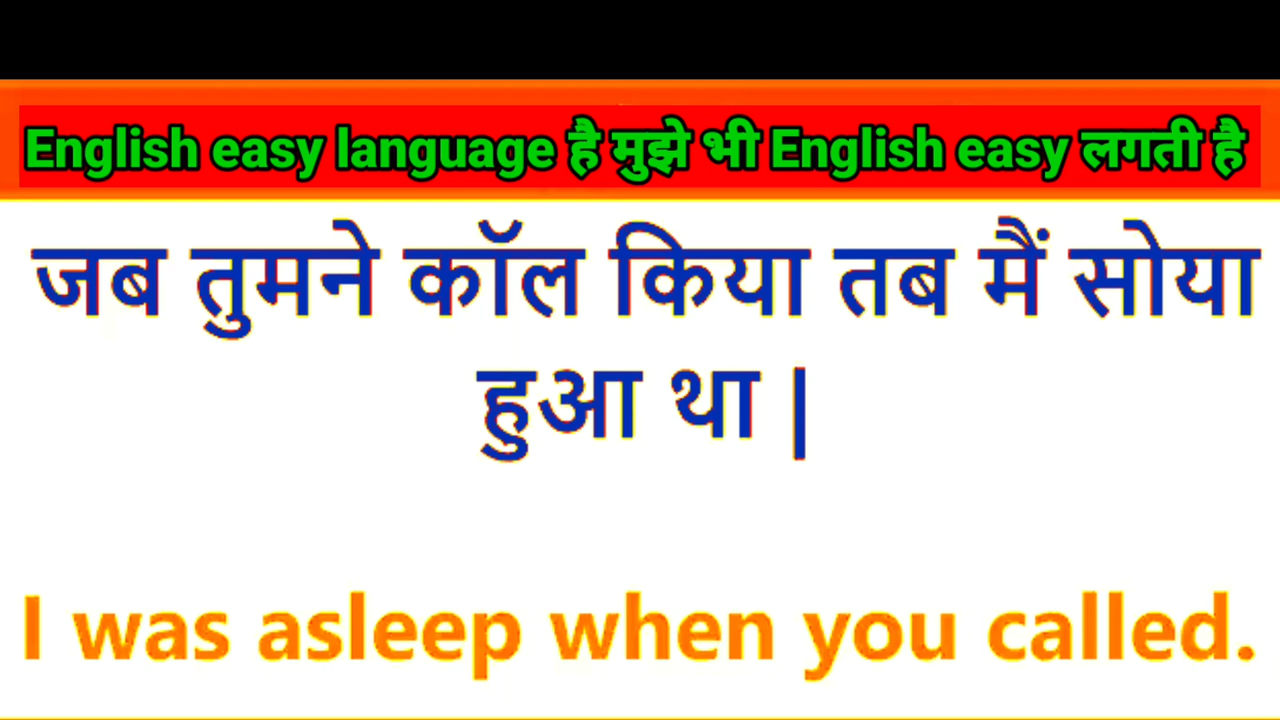 English easy language है मुझे भी English easy लगती है
जब तुमने कॉल किया तब मैं सोया
हुआ था |
I was asleep when you called.